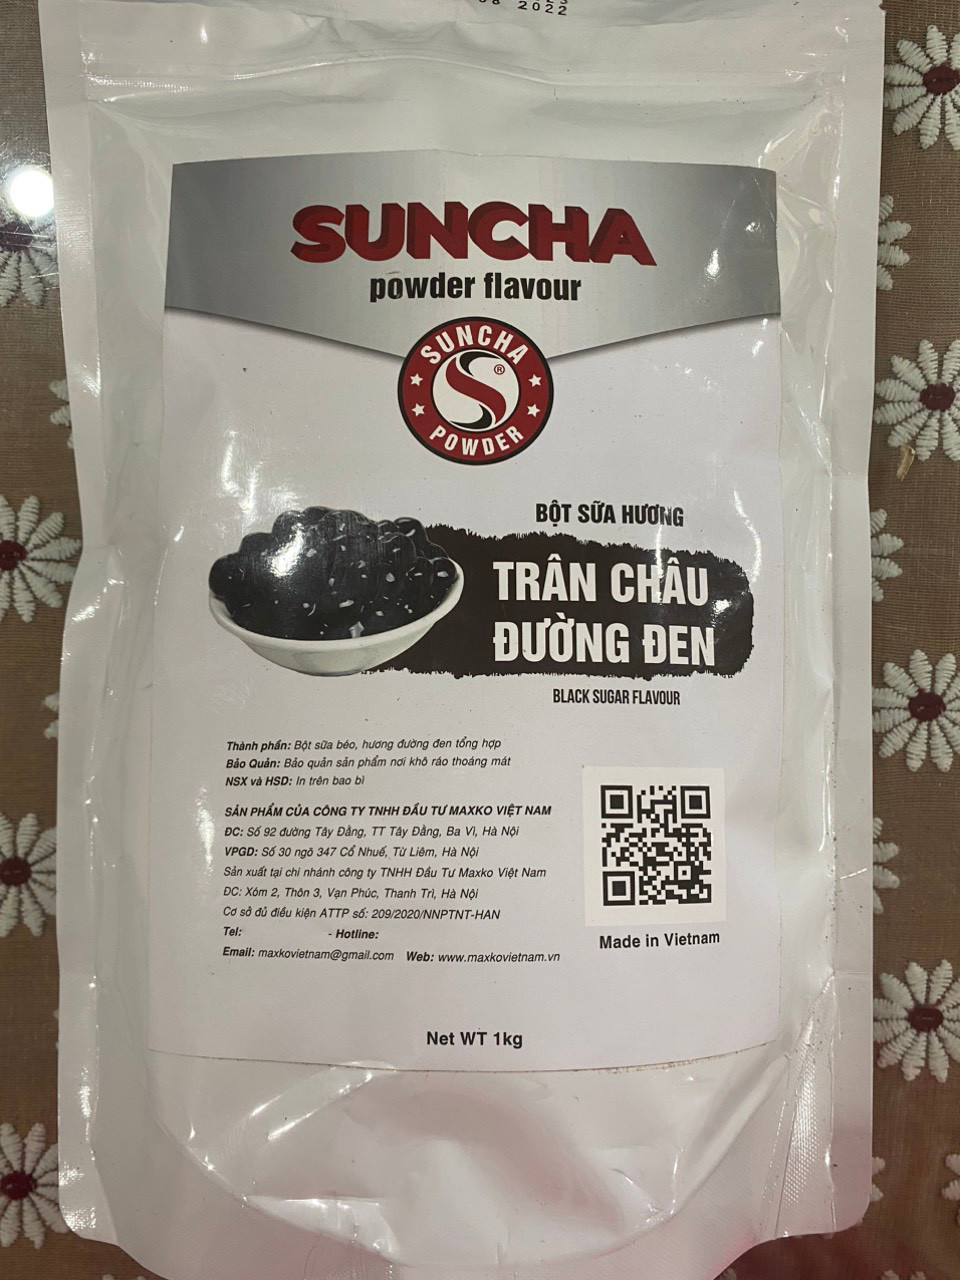 08 2022
SUNCHA
powder flavour
SUNCHA
S®
POWDER
BỘT SỮA HƯƠNG
TRÂN CHÂU
ĐƯỜNG ĐEN
BLACK SUGAR FLAVOUR
Thành phần: Bột sữa béo, hương đường đen tổng hợp
Bảo Quản: Bảo quản sản phẩm nơi khô ráo thoáng mát
NSX và HSD: In trên bao bì
SẢN PHẨM CỦA CÔNG TY TNHH ĐẦU TƯ MAXKO VIỆT NAM
ĐC: Số 92 đường Tây Đằng, TT Tây Đằng, Ba Vì, Hà Nội
VPGD: Số 30 ngõ 347 Cổ Nhuế, Từ Liêm, Hà Nội
Sản xuất tại chi nhánh công ty TNHH Đầu Tư Maxko Việt Nam
ĐC: Xóm 2, Thôn 3, Vạn Phúc, Thanh Trì, Hà Nội
Cơ sở đủ điều kiện ATTP số: 209/2020/NNPTNT-HAN
Tel: - Hotline:
Email: maxkovietnam@gmail.com Web: www.maxkovietnam.vn
Made in Vietnam
Net WT 1kg